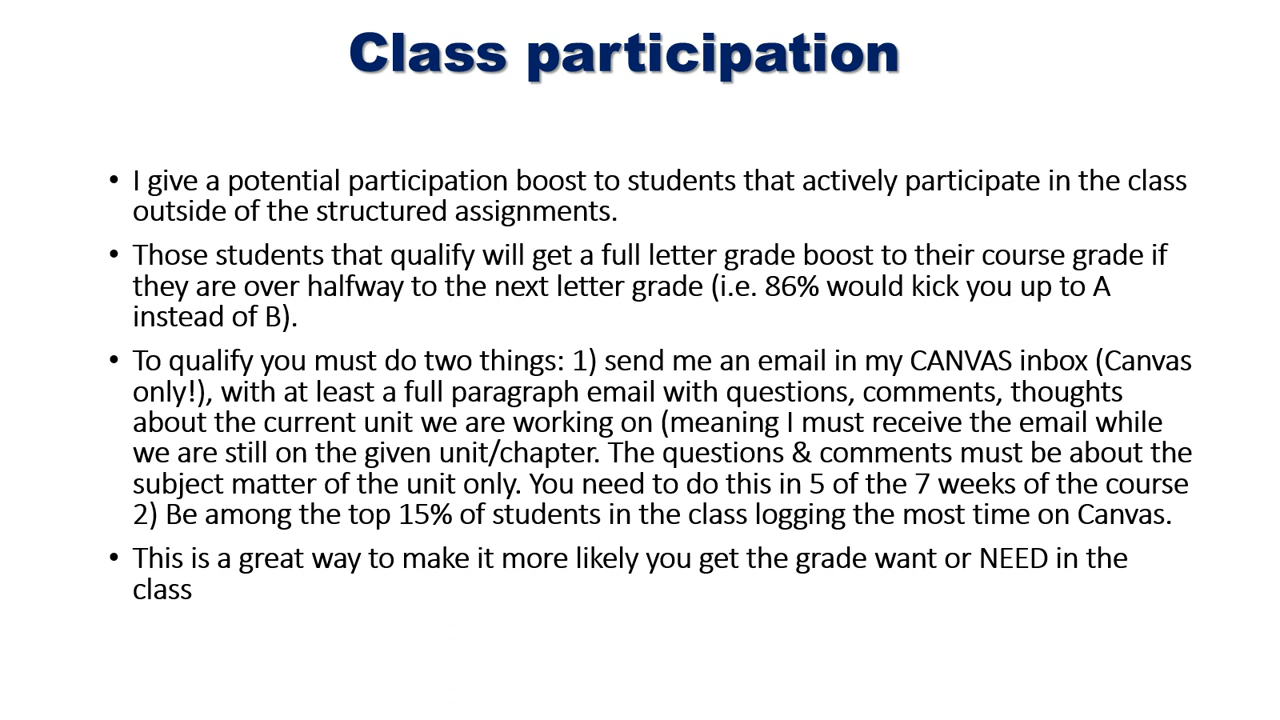 Class participation
• I give a potential participation boost to students that actively participate in the class
outside of the structured assignments.
• Those students that qualify will get a full letter grade boost to their course grade if
they are over halfway to the next letter grade (i.e. 86% would kick you up to A
instead of B).
• To qualify you must do two things: 1) send me an email in my CANVAS inbox (Canvas
only!), with at least a full paragraph email with questions, comments, thoughts
about the current unit we are working on (meaning I must receive the email while
we are still on the given unit/chapter. The questions & comments must be about the
subject matter of the unit only. You need to do this in 5 of the 7 weeks of the course
2) Be among the top 15% of students in the class logging the most time on Canvas.
• This is a great way to make it more likely you get the grade want or NEED in the
class